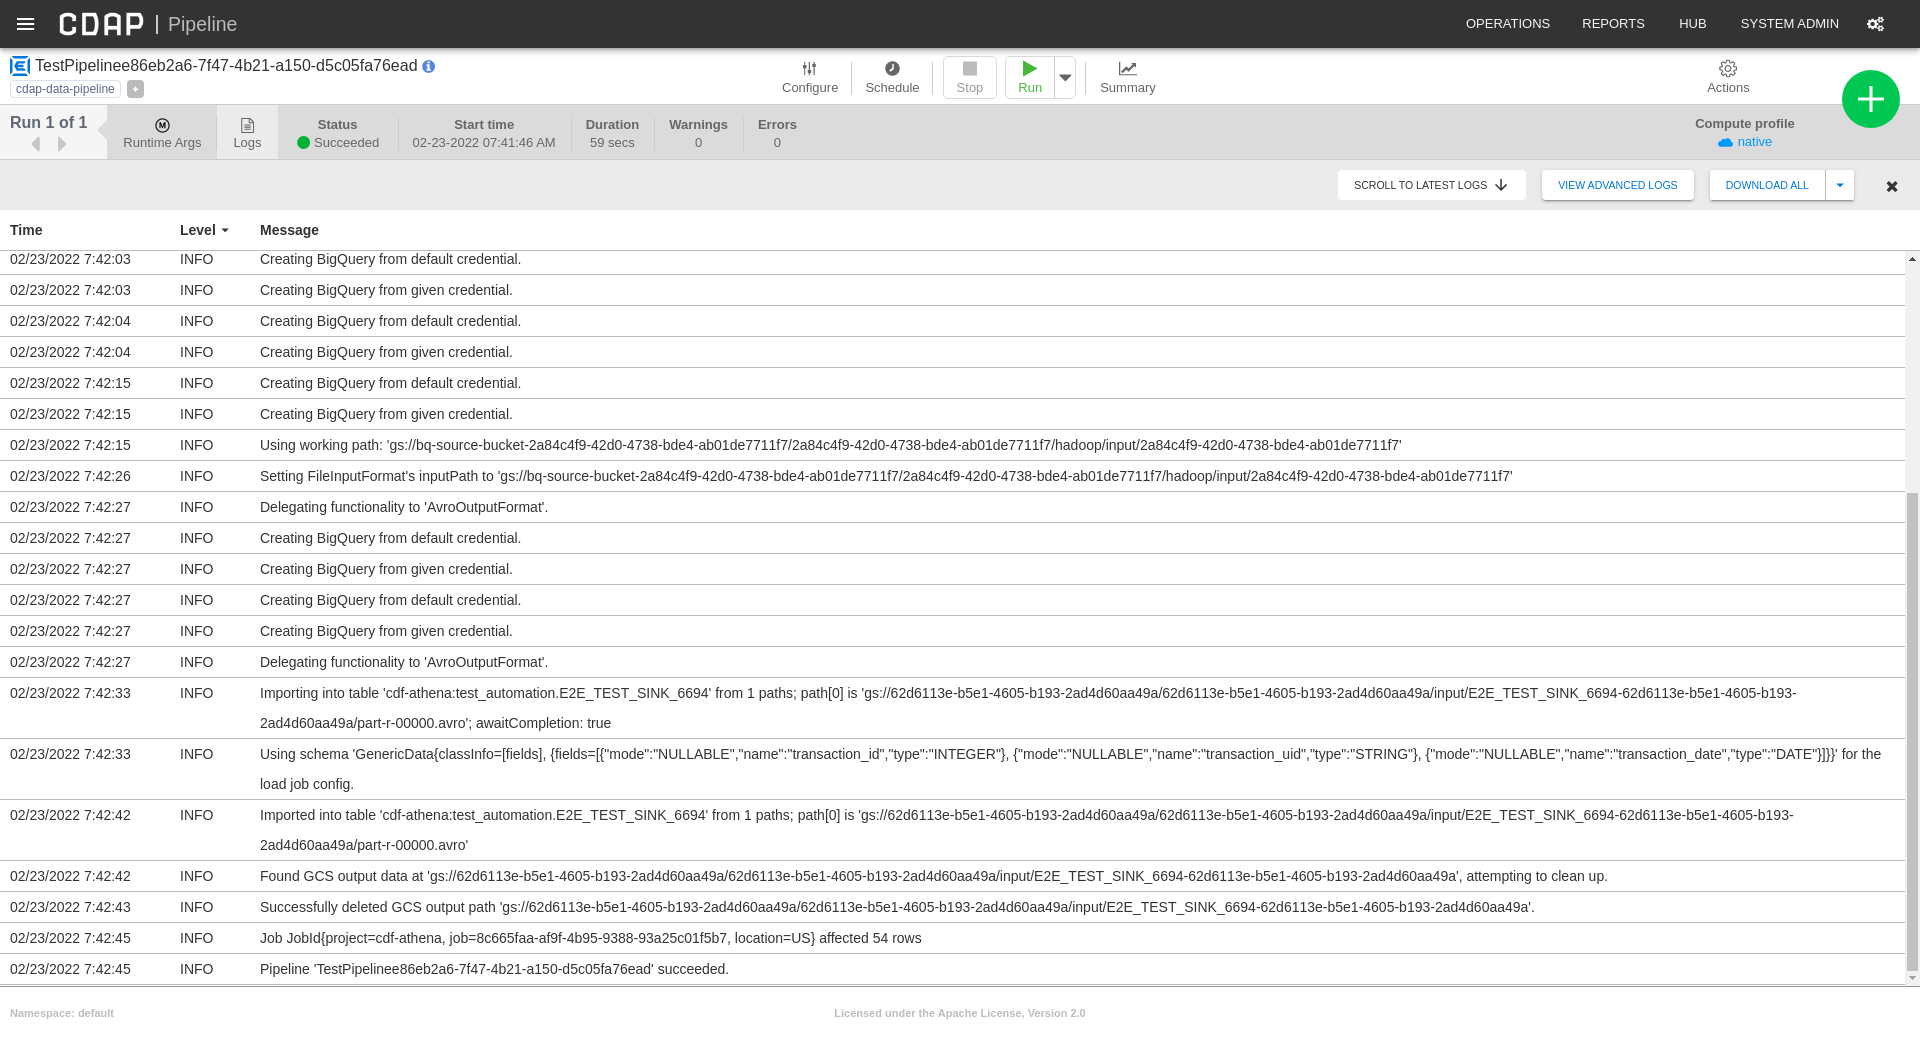 CDAP | Pipeline
OPERATIONS REPORTS HUB SYSTEM ADMIN
TestPipelinee86eb2a6-7f47-4b21-a150-d5c05fa76ead
cdap-data-pipeline +
Configure Schedule Stop Run Summary Actions
Run 1 of 1
Runtime Args
Logs
Status
Succeeded
Start time
02-23-2022 07:41:46 AM
Duration
59 secs
Warnings
0
Errors
0
Compute profile
native
SCROLL TO LATEST LOGS VIEW ADVANCED LOGS DOWNLOAD ALL
Time Level Message
02/23/2022 7:42:03 INFO Creating BigQuery from default credential.
02/23/2022 7:42:03 INFO Creating BigQuery from given credential.
02/23/2022 7:42:04 INFO Creating BigQuery from default credential.
02/23/2022 7:42:04 INFO Creating BigQuery from given credential.
02/23/2022 7:42:15 INFO Creating BigQuery from default credential.
02/23/2022 7:42:15 INFO Creating BigQuery from given credential.
02/23/2022 7:42:15 INFO Using working path: 'gs://bq-source-bucket-2a84c4f9-42d0-4738-bde4-ab01de7711f7/2a84c4f9-42d0-4738-bde4-ab01de7711f7/hadoop/input/2a84c4f9-42d0-4738-bde4-ab01de7711f7'
02/23/2022 7:42:26 INFO Setting FileInputFormat's inputPath to 'gs://bq-source-bucket-2a84c4f9-42d0-4738-bde4-ab01de7711f7/2a84c4f9-42d0-4738-bde4-ab01de7711f7/hadoop/input/2a84c4f9-42d0-4738-bde4-ab01de7711f7'
02/23/2022 7:42:27 INFO Delegating functionality to 'AvroOutputFormat'.
02/23/2022 7:42:27 INFO Creating BigQuery from default credential.
02/23/2022 7:42:27 INFO Creating BigQuery from given credential.
02/23/2022 7:42:27 INFO Creating BigQuery from default credential.
02/23/2022 7:42:27 INFO Creating BigQuery from given credential.
02/23/2022 7:42:27 INFO Delegating functionality to 'AvroOutputFormat'.
02/23/2022 7:42:33 INFO Importing into table 'cdf-athena:test_automation.E2E_TEST_SINK_6694' from 1 paths; path[0] is 'gs://62d6113e-b5e1-4605-b193-2ad4d60aa49a/62d6113e-b5e1-4605-b193-2ad4d60aa49a/input/E2E_TEST_SINK_6694-62d6113e-b5e1-4605-b193-
2ad4d60aa49a/part-r-00000.avro'; awaitCompletion: true
02/23/2022 7:42:33 INFO Using schema 'GenericData{classInfo=[fields], {fields=[{"mode":"NULLABLE","name":"transaction_id","type":"INTEGER"}, {"mode":"NULLABLE","name":"transaction_uid","type":"STRING"}, {"mode":"NULLABLE","name":"transaction_date","type":"DATE"}]}}' for the
load job config.
02/23/2022 7:42:42 INFO Imported into table 'cdf-athena:test_automation.E2E_TEST_SINK_6694' from 1 paths; path[0] is 'gs://62d6113e-b5e1-4605-b193-2ad4d60aa49a/62d6113e-b5e1-4605-b193-2ad4d60aa49a/input/E2E_TEST_SINK_6694-62d6113e-b5e1-4605-b193-
2ad4d60aa49a/part-r-00000.avro'
02/23/2022 7:42:42 INFO Found GCS output data at 'gs://62d6113e-b5e1-4605-b193-2ad4d60aa49a/62d6113e-b5e1-4605-b193-2ad4d60aa49a/input/E2E_TEST_SINK_6694-62d6113e-b5e1-4605-b193-2ad4d60aa49a', attempting to clean up.
02/23/2022 7:42:43 INFO Successfully deleted GCS output path 'gs://62d6113e-b5e1-4605-b193-2ad4d60aa49a/62d6113e-b5e1-4605-b193-2ad4d60aa49a/input/E2E_TEST_SINK_6694-62d6113e-b5e1-4605-b193-2ad4d60aa49a'.
02/23/2022 7:42:45 INFO Job JobId{project=cdf-athena, job=8c665faa-af9f-4b95-9388-93a25c01f5b7, location=US} affected 54 rows
02/23/2022 7:42:45 INFO Pipeline 'TestPipelinee86eb2a6-7f47-4b21-a150-d5c05fa76ead' succeeded.
Namespace: default
Licensed under the Apache License, Version 2.0